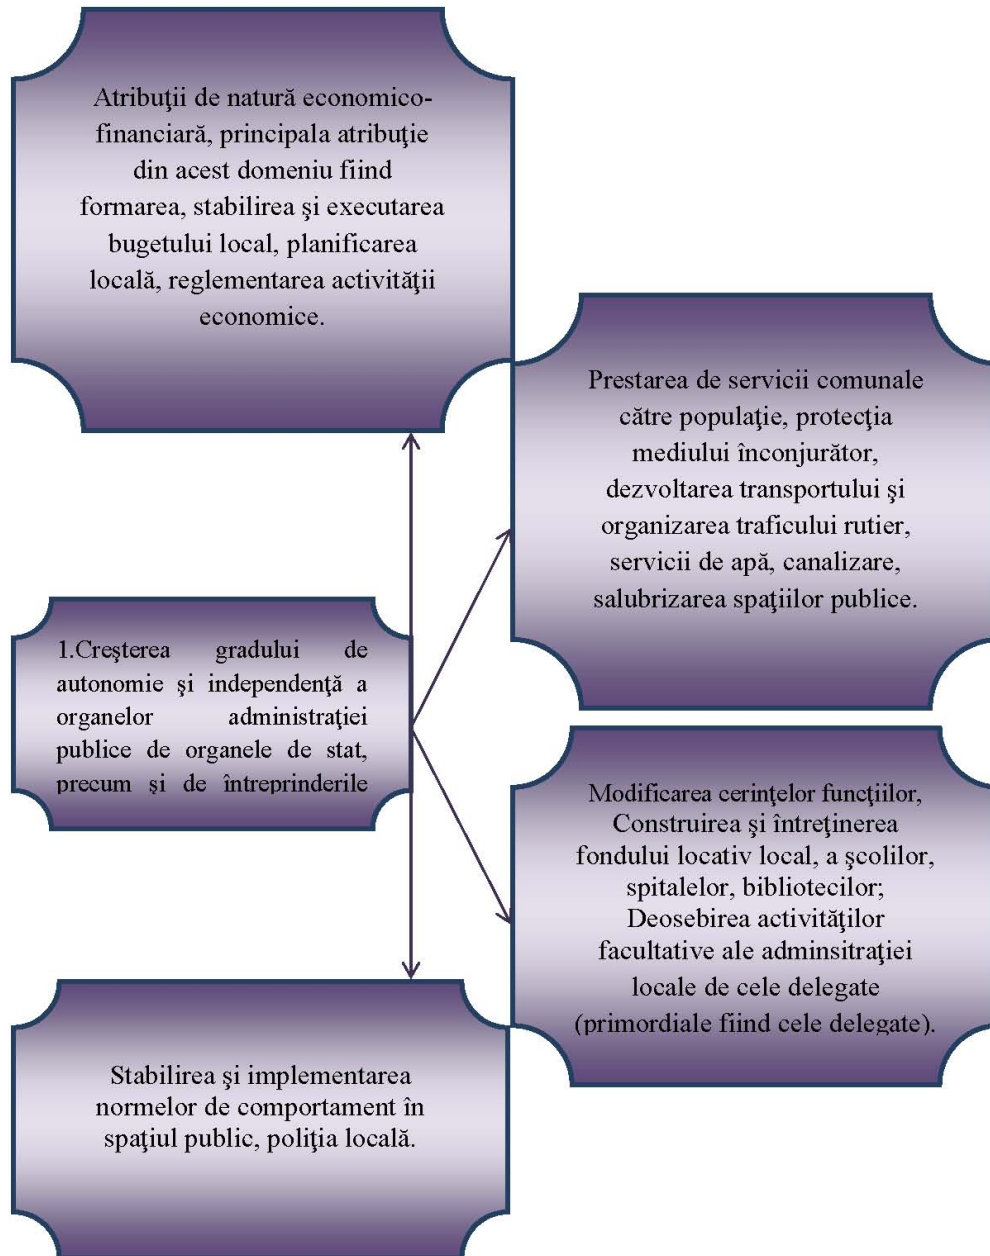 Atribuţii de natură economico-
financiară, principala atribuţie
din acest domeniu fiind
formarea, stabilirea şi executarea
bugetului local, planificarea
locală, reglementarea activităţii
economice.
Prestarea de servicii comunale
către populaţie, protecţia
mediului înconjurător,
dezvoltarea transportului şi
organizarea traficului rutier,
servicii de apă, canalizare,
salubrizarea spaţiilor publice.
1.Creşterea gradului de
autonomie şi independenţă a
organelor administraţiei
publice de organele de stat,
precum şi de întreprinderile
Modificarea cerinţelor funcţiilor,
Construirea şi întreţinerea
fondului locativ local, a şcolilor,
spitalelor, bibliotecilor;
Deosebirea activităţilor
facultative ale adminsitraţiei
locale de cele delegate
(primordiale fiind cele delegate).
Stabilirea şi implementarea
normelor de comportament în
spaţiul public, poliţia locală.